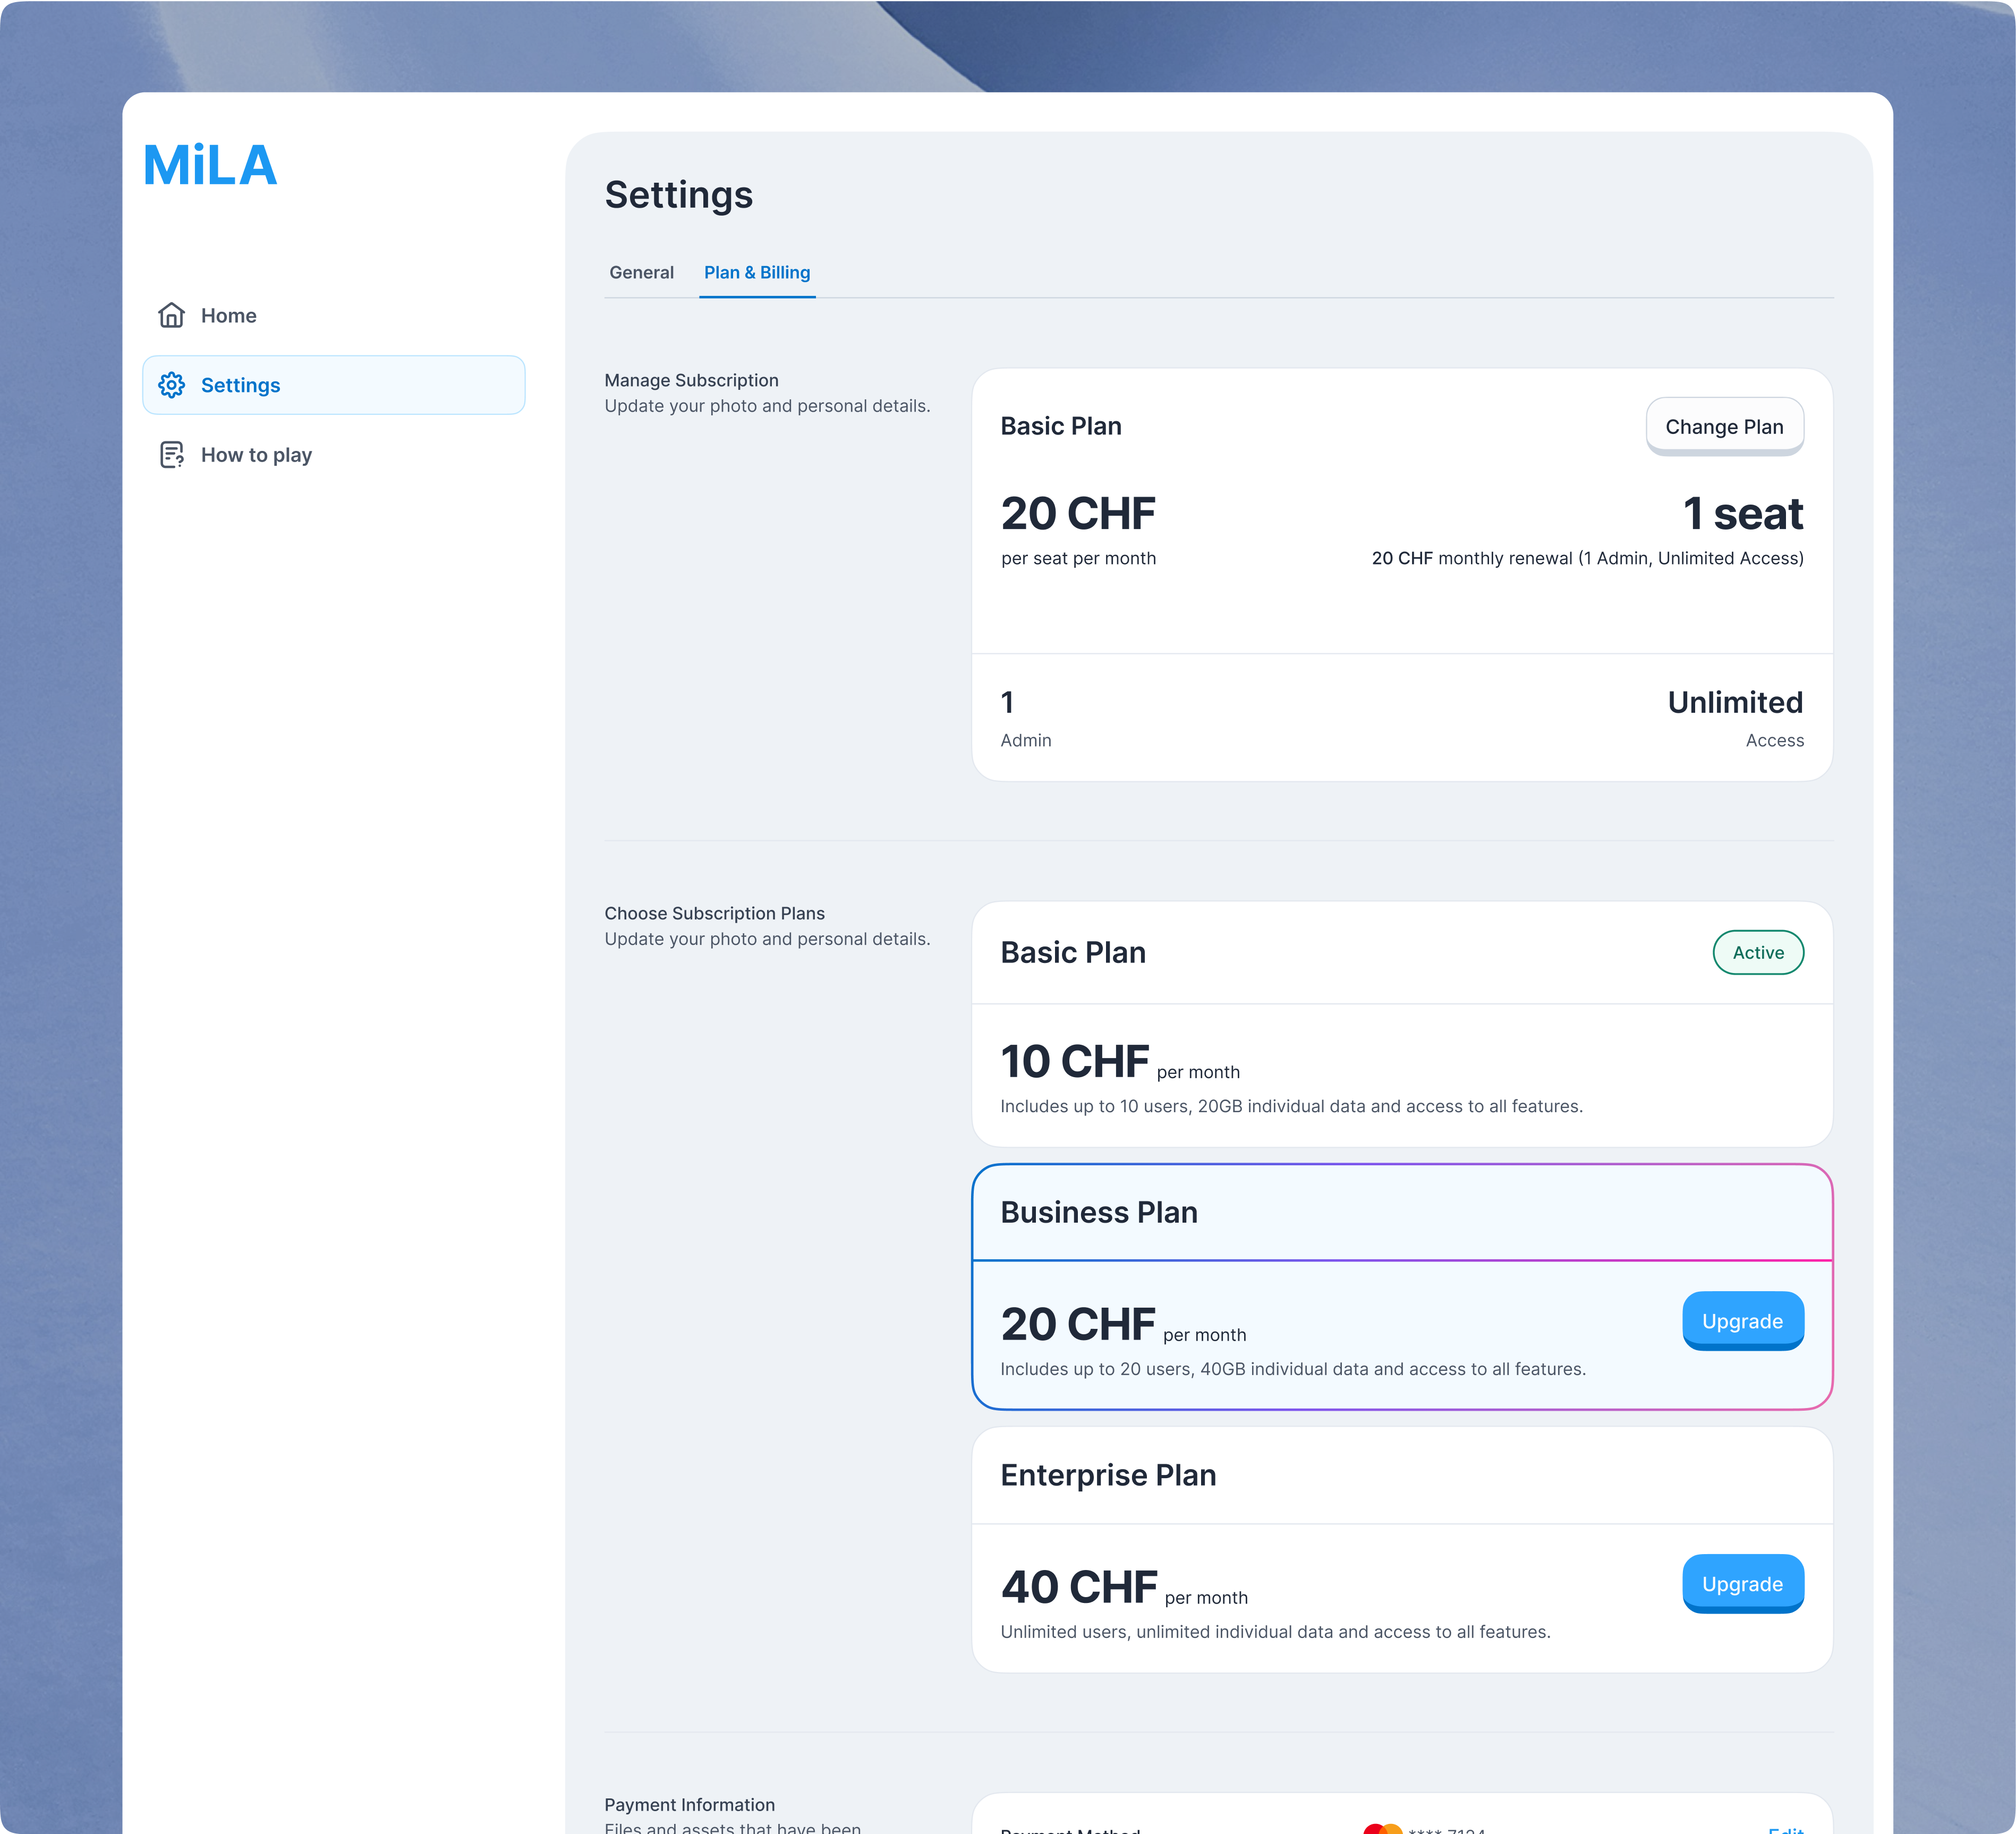 MiLA
Home
Settings
How to play
Settings
General
Plan & Billing
Manage Subscription
Update your photo and personal details.
Basic Plan
Change Plan
20 CHF
per seat per month
1 seat
20 CHF monthly renewal (1 Admin, Unlimited Access)
1
Admin
Unlimited
Access
Choose Subscription Plans
Update your photo and personal details.
Basic Plan
Active
10 CHF per month
Includes up to 10 users, 20GB individual data and access to all features.
Business Plan
20 CHF per month
Upgrade
Includes up to 20 users, 40GB individual data and access to all features.
Enterprise Plan
40 CHF per month
Upgrade
Unlimited users, unlimited individual data and access to all features.
Payment Information
Files and assets that have been
Payment Method
**** 7124
Edit